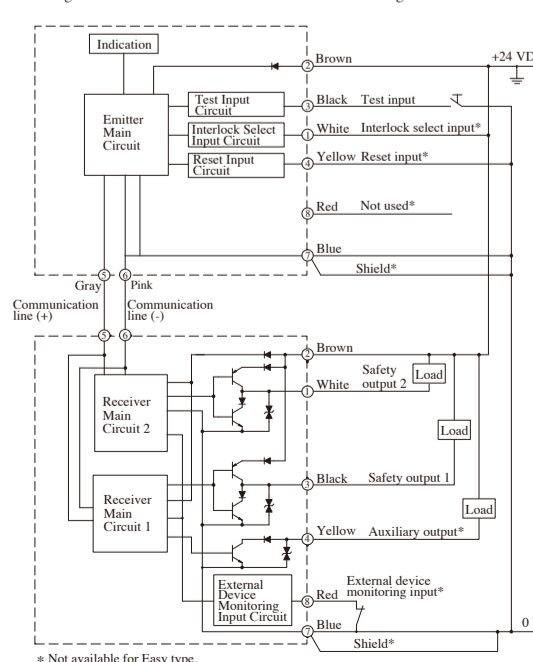 Indication
② Brown
+24 VD
Emitter
Main
Circuit
Test Input
Circuit
③ Black Test input
Interlock Select
Input Circuit
① White Interlock select input*
Reset Input
Circuit
④ Yellow Reset input*
⑧ Red Not used*
⑦ Blue
Shield*
Gray ⑤ ⑥ Pink
Communication
line (+)
Communication
line (-)
⑤ ⑥
② Brown
Receiver
Main
Circuit 2
① White
Safety
output 2
Load
Load
Receiver
Main
Circuit 1
③ Black Safety output 1
Load
④ Yellow Auxiliary output*
External
Device
Monitoring
Input Circuit
⑧ Red
External device
monitoring input*
⑦ Blue
0
Shield*
* Not available for Easy type.